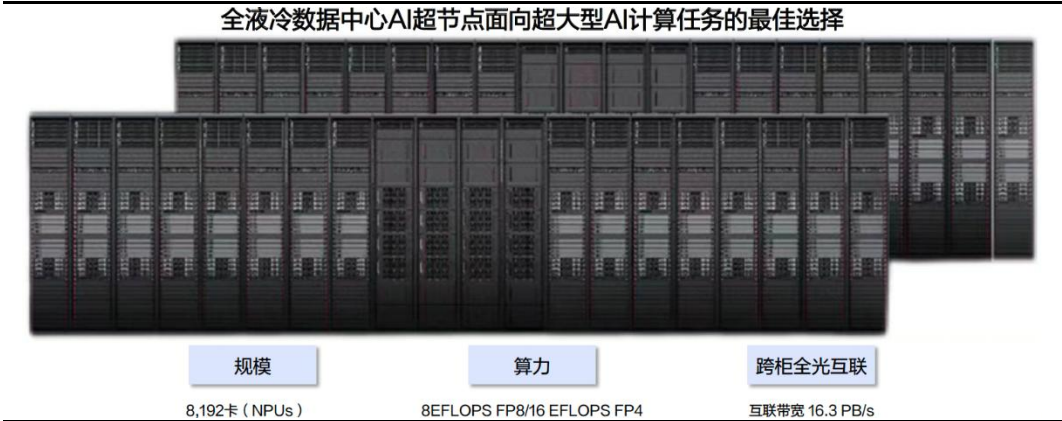 全液冷数据中心AI超节点面向超大型AI计算任务的最佳选择
规模 算力 跨柜全光互联
8,192卡（NPUs） 8EFLOPS FP8/16 EFLOPS FP4 互联带宽 16.3 PB/s